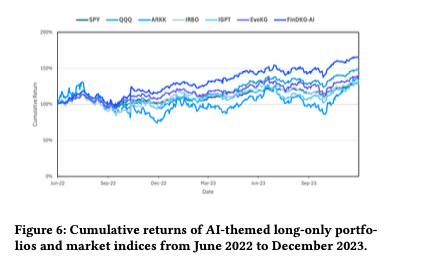 SPY QQQ ARKK IRBO IGPT EvoKG FinDKG-AI
200%
150%
100%
50%
0%
Cumulative Return
Jun-22 Sep-22 Dec-22 Mar-23 Jun-23 Sep-23
Date
Figure 6: Cumulative returns of AI-themed long-only portfo-
lios and market indices from June 2022 to December 2023.